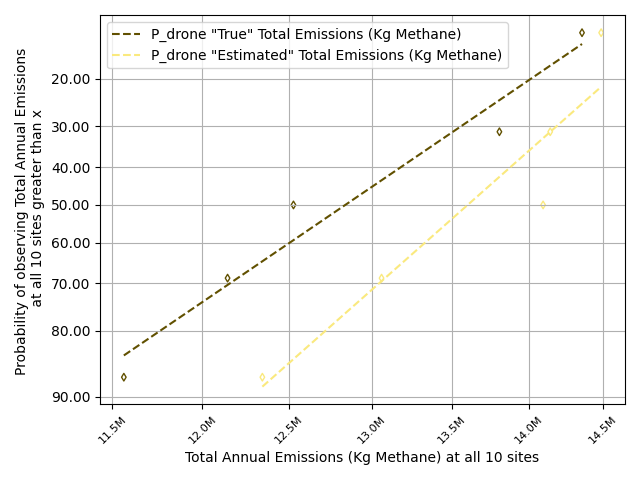 P_drone "True" Total Emissions (Kg Methane)
P_drone "Estimated" Total Emissions (Kg Methane)
Probability of observing Total Annual Emissions
at all 10 sites greater than x
20.00
30.00
40.00
50.00
60.00
70.00
80.00
90.00
11.5M
12.0M
12.5M
13.0M
13.5M
14.0M
14.5M
Total Annual Emissions (Kg Methane) at all 10 sites